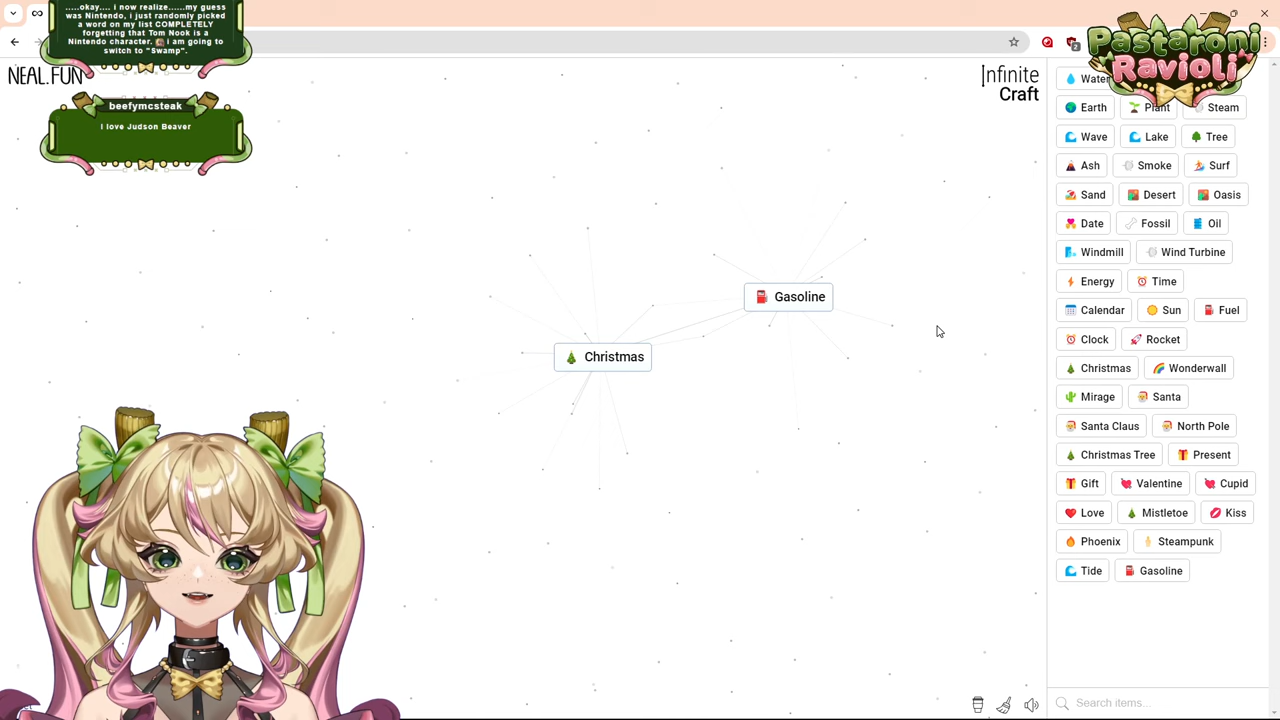 .....okay.... i now realize......my guess
was Nintendo, i just randomly picked
a word on my list COMPLETELY
forgetting that Tom Nook is a
Nintendo character. i am going to
switch to "Swamp".
beefymcsteak
I love Judson Beaver
NEAL.FUN
Infinite
Craft
Pastaroni
Ravioli
2
Christmas
Gasoline
Water
Earth Plant Steam
Wave Lake Tree
Ash Smoke Surf
Sand Desert Oasis
Date Fossil Oil
Windmill Wind Turbine
Energy Time
Calendar Sun Fuel
Clock Rocket
Christmas Wonderwall
Mirage Santa
Santa Claus North Pole
Christmas Tree Present
Gift Valentine Cupid
Love Mistletoe Kiss
Phoenix Steampunk
Tide Gasoline
Search items...